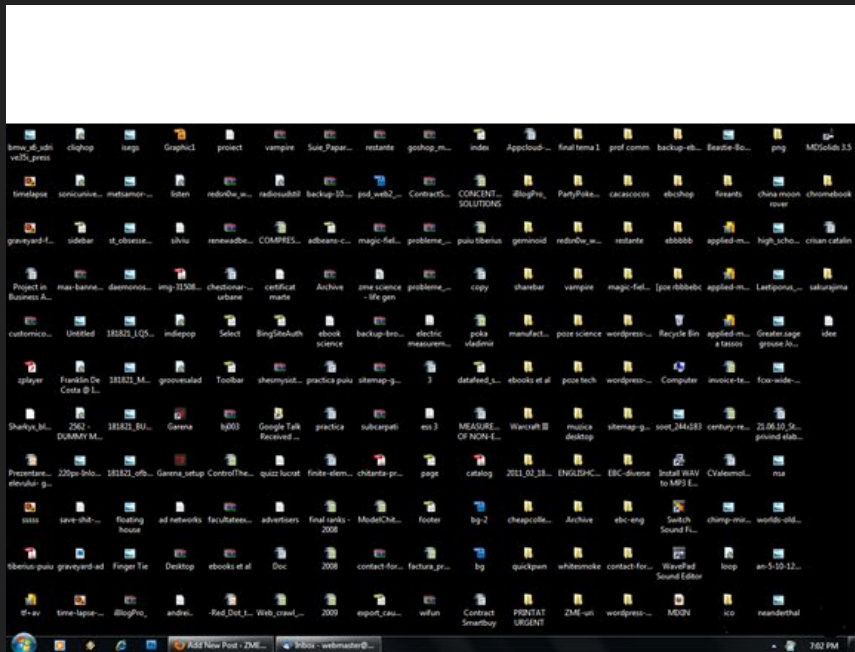 bmw_x6_xdri cliqhop isegs Graphic1 proiect vampire Suie_Papar... restante goshop_m... index Appcloud-... final tema 1 prof comm backup-eb... Beastie-Bo... png MDSolids 3.5
ve35i_press
timelapse sonicunive... metsamor-... listen redsn0w_w... radiosudstil backup-10... psd_web2_... ContractS... CONCENT... iBlogPro_ PartyPoke... cacascocos ebcshop fireants china moon chromebook
SOLUTIONS rover
graveyard-f... sidebar st_obsesse... silviu renewadbe... COMPRES... adbeans-c... magic-fiel... probleme_... puiu tiberius geminoid redsn0w_w... restante ebbbbb applied-m... high_scho... crisan catalin
Project in max-banne... daemonos... img-31508... chestionar-... certificat Archive zme science probleme_... copy sharebar vampire magic-fiel... [pze rbbbebc applied-m... Laetiporus_... sakurajima
Business A... urbane marte - life gen
customico... Untitled 181821_LQ5... indiepop Select BingSiteAuth ebook backup-bro... electric poka manufact... poze science wordpress-... Recycle Bin applied-m... Greater.sage idee
science measurem... vladimir a tassos grouse Jo...
zplayer Franklin De 181821_M... groovesalad Toolbar shesmysist... practica puiu sitemap-g... 3 datafeed_s... ebooks et al poze tech wordpress-... Computer invoice-te... fcxx-wide-...
Costa @ I...
Sharkyx_bl... 2562 - 181821_BU... Garena bj003 Google Talk practica subcarpati ess 3 MEASURE... Warcraft III muzica sitemap-g... soot_244x183 century-re... 21.06.10_St...
DUMMY M... Received ... OF NON-E... desktop privind elab...
Prezentare... 220px-Inlo... 181821_ofb... Garena_setup ControlThe... quizz lucrat finite-elem... chitanta-pr... page catalog 2011_02_18... ENGLISHC... EBC-diverse Install WAV CValexmol... nsa
elevului- g... to MP3 E...
sssss save-shit-... floating ad networks facultateex... advertisers final ranks - ModelChit... footer bg-2 cheapcolle... Archive ebc-eng Switch chimp-mir... worlds-old...
house 2008 Sound Fi...
tiberius-puiu graveyard-ad Finger Tie Desktop ebooks et al Doc 2008 contact-for... factura_pr... bg quickpwn whitesmoke contact-for... WavePad loop an-5-10-12...
Sound Editor
tf+av time-lapse-... iBlogPro_ andrei.. -Red_Dot_t... Web_crawl_... 2009 export_cau... wifun Contract PRINTAT ZME-uri wordpress-... MIXIN ico neanderthal
Smartbuy URGENT
Add New Post - ZME... Inbox - webmaster@... 7:02 PM